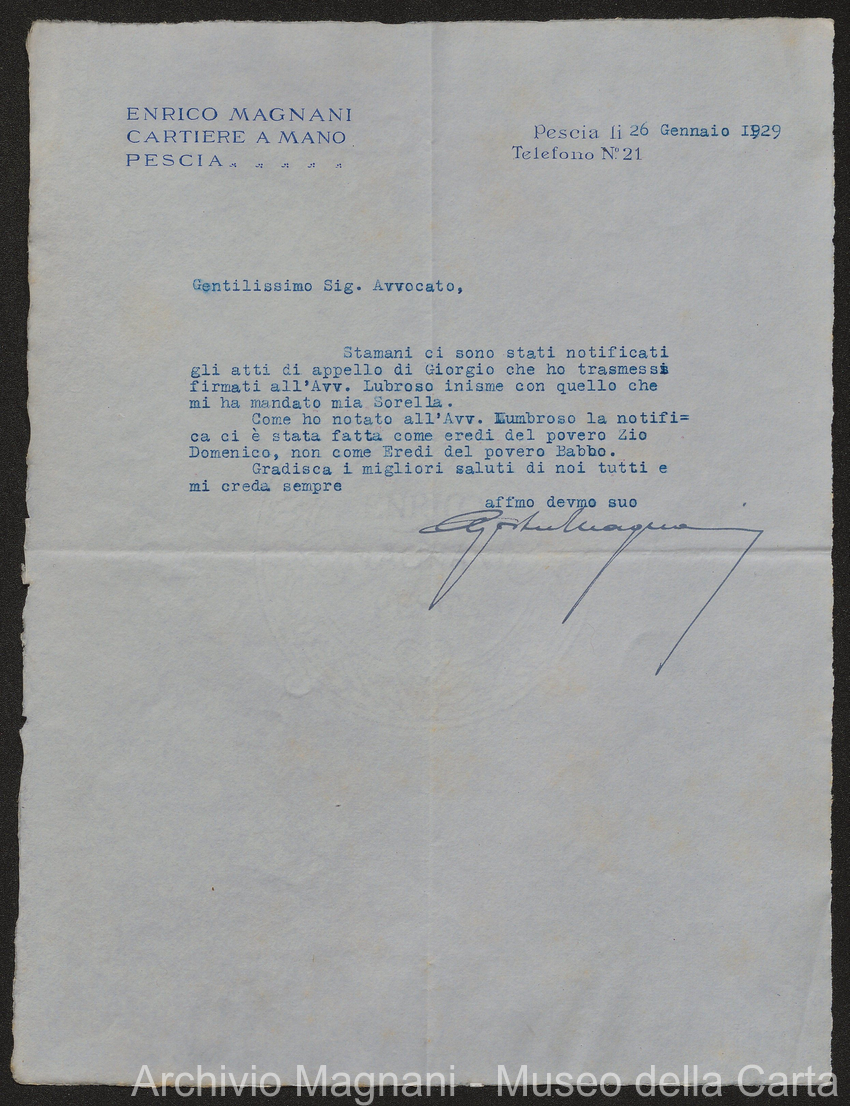 ENRICO MAGNANI
CARTIERE A MANO
PESCIA
Pescia li 26 Gennaio 1929
Telefono Nº 21
Gentilissimo Sig. Avvocato,
Stamani ci sono stati notificati
gli atti di appello di Giorgio che ho trasmessi
firmati all'Avv. Lubroso inisme con quello che
mi ha mandato mia Sorella.
Come ho notato all'Avv. Lumbroso la notifi=
ca ci è stata fatta come eredi del povero Zio
Domenico, non come Eredi del povero Babbo.
Gradisca i migliori saluti di noi tutti e
mi creda sempre
affmo devmo suo
Magnani
Archivio Magnani - Museo della Carta